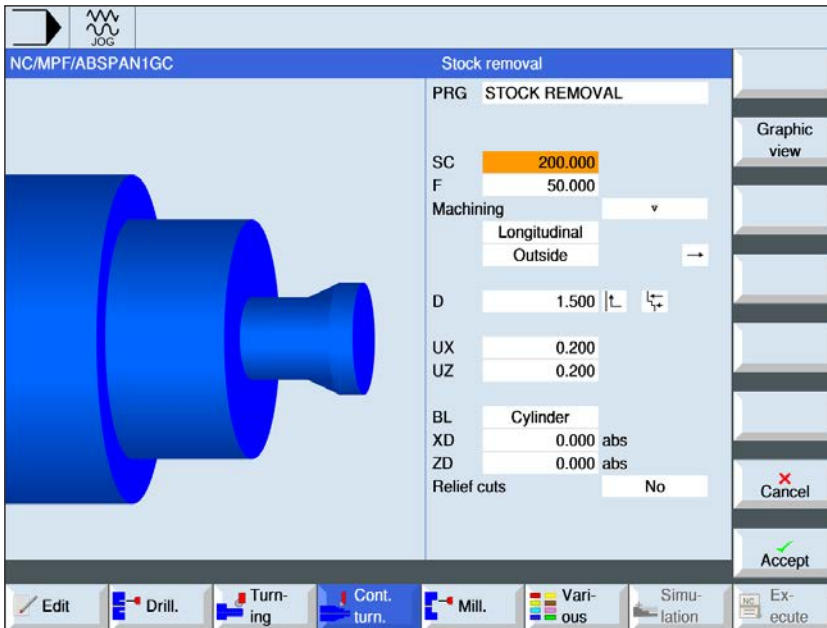 JOG
NC/MPF/ABSPAN1GC
Stock removal
PRG STOCK REMOVAL
SC 200.000
F 50.000
Machining ▿
Longitudinal
Outside →
D 1.500
UX 0.200
UZ 0.200
BL Cylinder
XD 0.000 abs
ZD 0.000 abs
Relief cuts No
Graphic
view
Cancel
Accept
Edit
Drill.
Turn-
ing
Cont.
turn.
Mill.
Vari-
ous
Simu-
lation
NC
Ex-
ecute